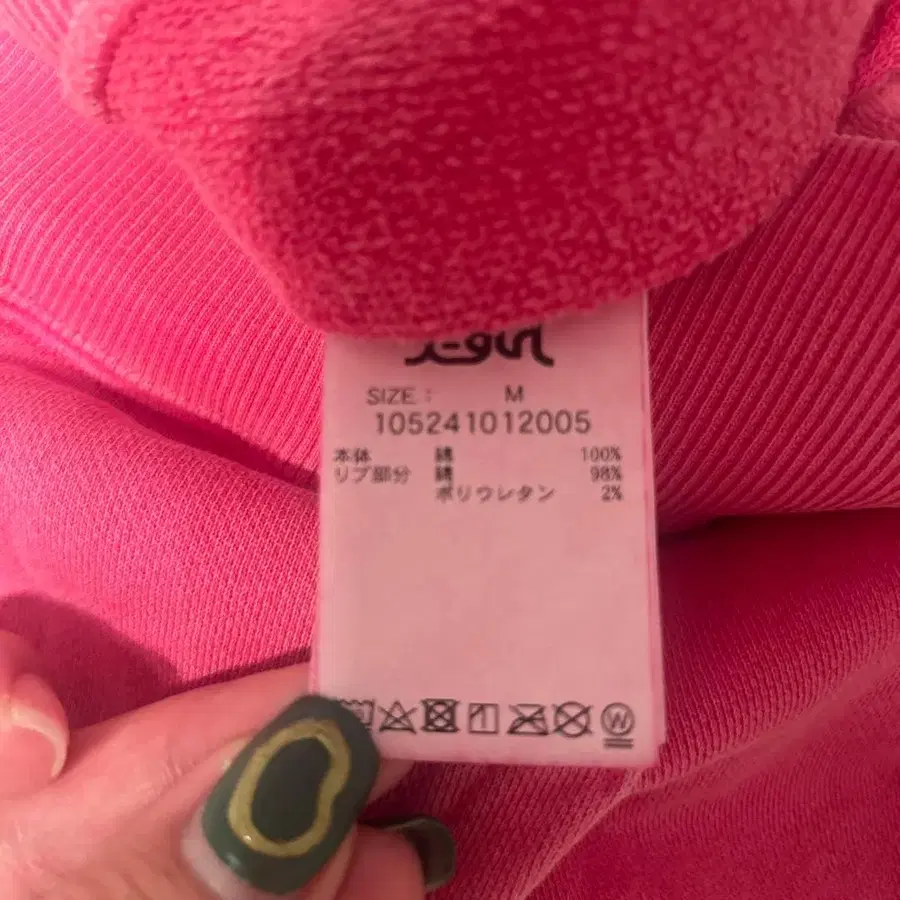 X-girl
SIZE : M
105241012005
本体 綿 100%
リブ部分 綿 98%
ポリウレタン 2%
W